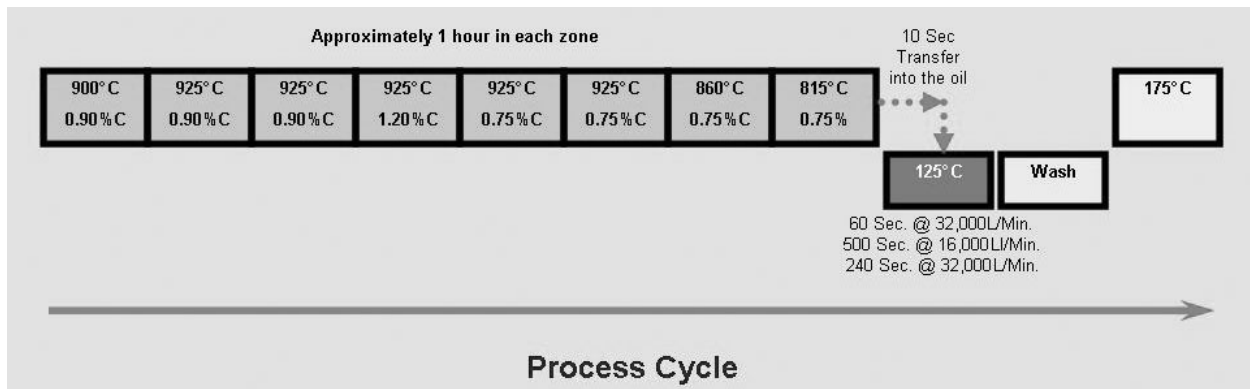 Approximately 1 hour in each zone
10 Sec
Transfer
into the oil
900°C
0.90%C
925°C
0.90%C
925°C
0.90%C
925°C
1.20%C
925°C
0.75%C
925°C
0.75%C
860°C
0.75%C
815°C
0.75%
175°C
125°C
Wash
60 Sec. @ 32,000L/Min.
500 Sec. @ 16,000LI/Min.
240 Sec. @ 32,000L/Min.
Process Cycle